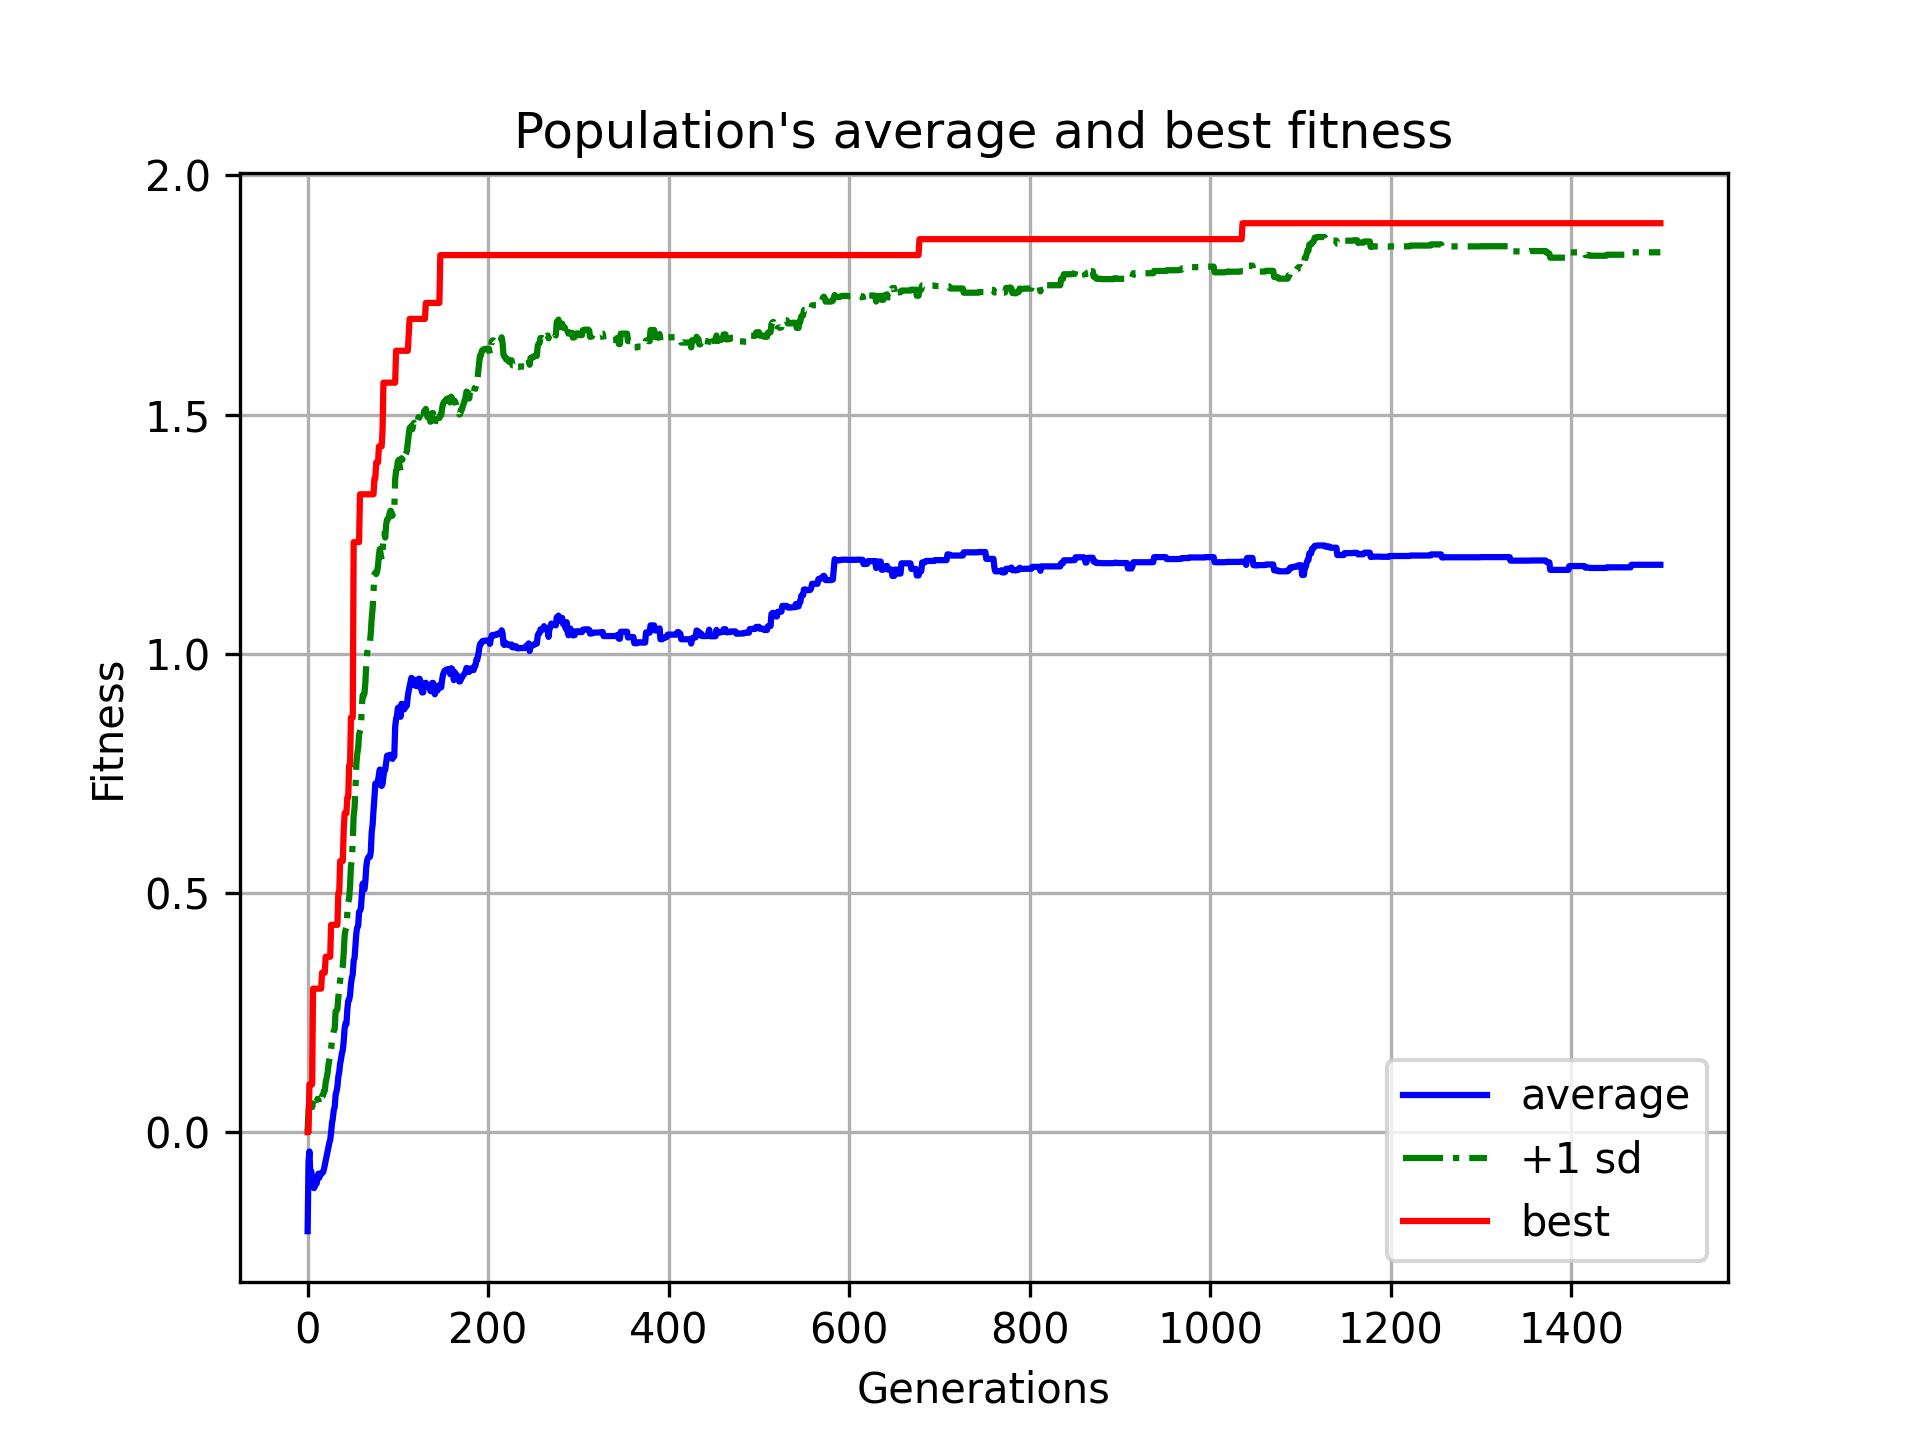 Population's average and best fitness
2.0
1.5
1.0
0.5
0.0
Fitness
0 200 400 600 800 1000 1200 1400
Generations
average
+1 sd
best